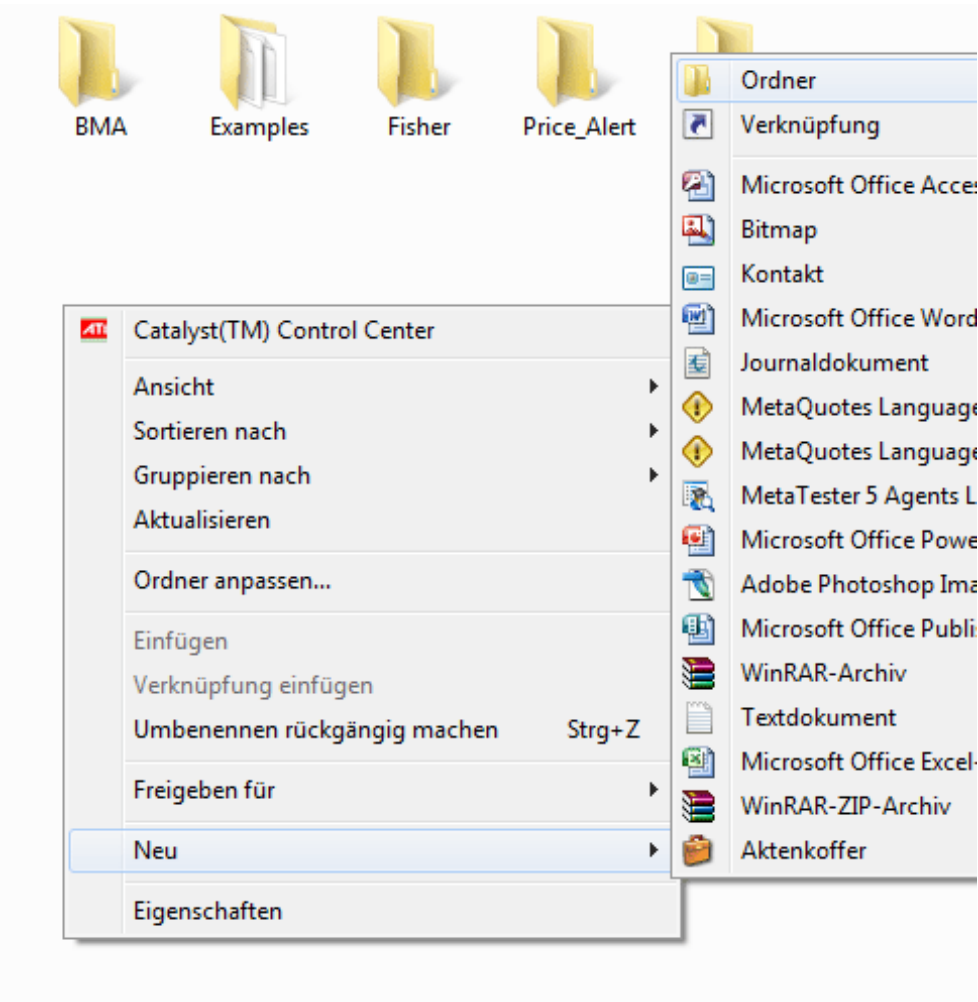 BMA
Examples
Fisher
Price_Alert
Ordner
Verknüpfung
Microsoft Office Acces
Bitmap
Kontakt
Microsoft Office Word
Journaldokument
MetaQuotes Language
MetaQuotes Language
MetaTester 5 Agents L
Microsoft Office Powe
Adobe Photoshop Ima
Microsoft Office Publis
WinRAR-Archiv
Textdokument
Microsoft Office Excel-
WinRAR-ZIP-Archiv
Aktenkoffer
ATI
Catalyst(TM) Control Center
Ansicht
Sortieren nach
Gruppieren nach
Aktualisieren
Ordner anpassen...
Einfügen
Verknüpfung einfügen
Umbenennen rückgängig machen Strg+Z
Freigeben für
Neu
Eigenschaften